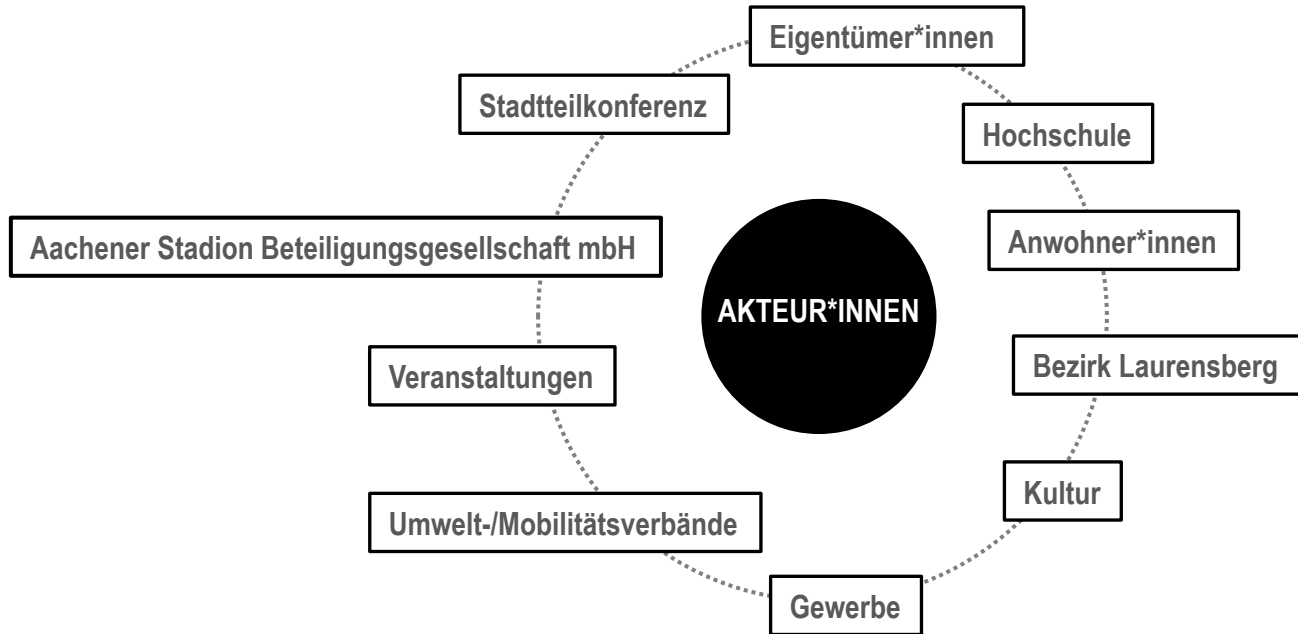 Eigentümer*innen
Stadtteilkonferenz
Hochschule
Aachener Stadion Beteiligungsgesellschaft mbH
Anwohner*innen
AKTEUR*INNEN
Veranstaltungen
Bezirk Laurensberg
Kultur
Umwelt-/Mobilitätsverbände
Gewerbe